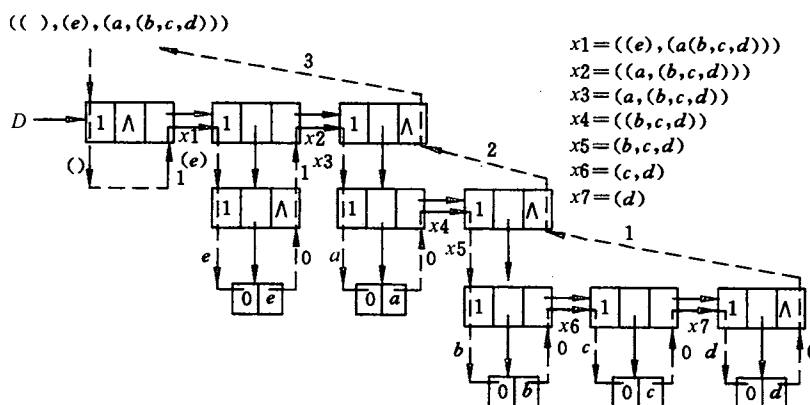 (( ),(e),(a,(b,c,d)))
3
x1=((e),(a(b,c,d)))
x2=((a,(b,c,d)))
x3=(a,(b,c,d))
x4=((b,c,d))
x5=(b,c,d)
x6=(c,d)
x7=(d)
D
1 Λ
1
1 Λ
x1
x2
2
()
1
(e)
1
x3
1 Λ
1
1 Λ
x4
1
e
0
a
0
x5
0 e
0 a
1
1
1 Λ
x6
x7
b
0
c
0
d
0 b
0 c
0 d